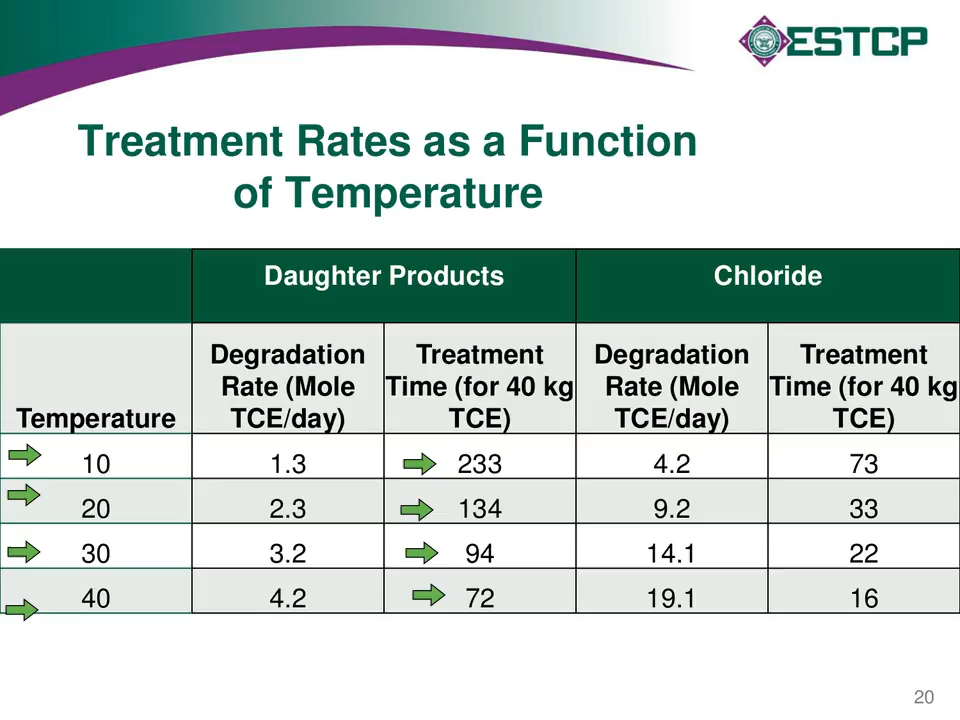 ESTCP
Treatment Rates as a Function
of Temperature
Daughter Products Chloride
Temperature
Degradation
Rate (Mole
TCE/day)
Treatment
Time (for 40 kg
TCE)
Degradation
Rate (Mole
TCE/day)
Treatment
Time (for 40 kg
TCE)
10 1.3 233 4.2 73
20 2.3 134 9.2 33
30 3.2 94 14.1 22
40 4.2 72 19.1 16
20